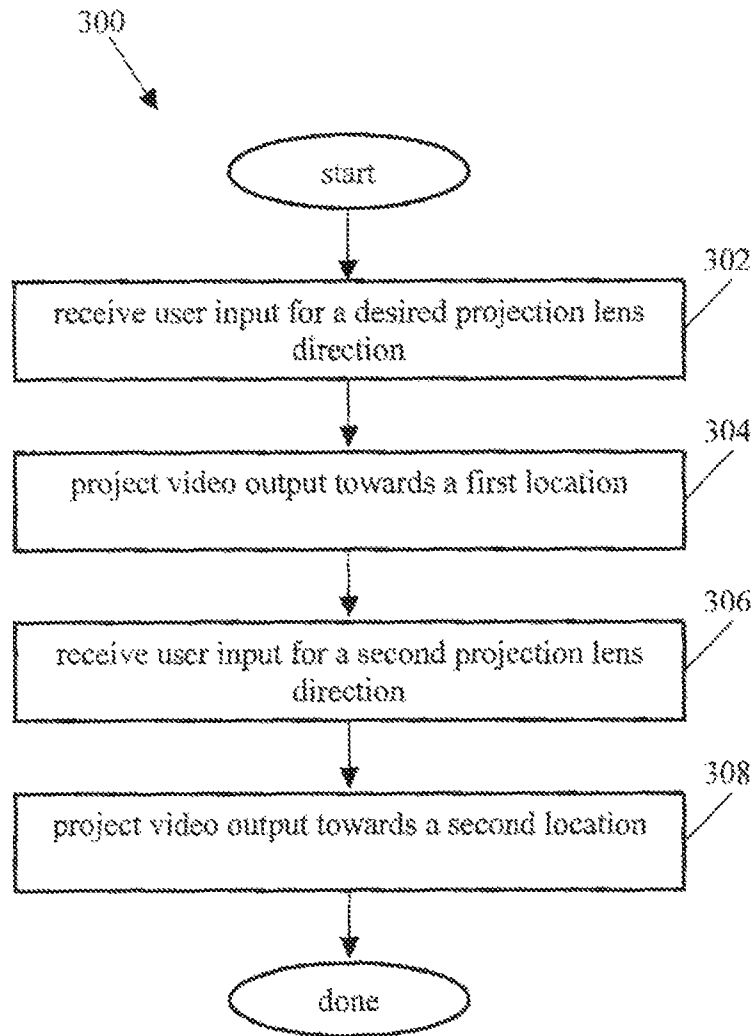 300
start
302
receive user input for a desired projection lens
direction
304
project video output towards a first location
306
receive user input for a second projection lens
direction
308
project video output towards a second location
done